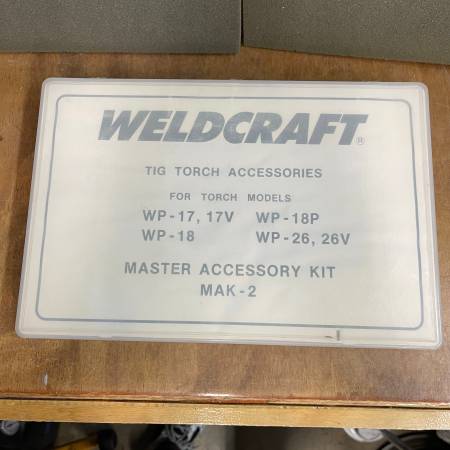 WELDCRAFT®
TIG TORCH ACCESSORIES
FOR TORCH MODELS
WP-17, 17V WP-18P
WP-18 WP-26, 26V
MASTER ACCESSORY KIT
MAK-2